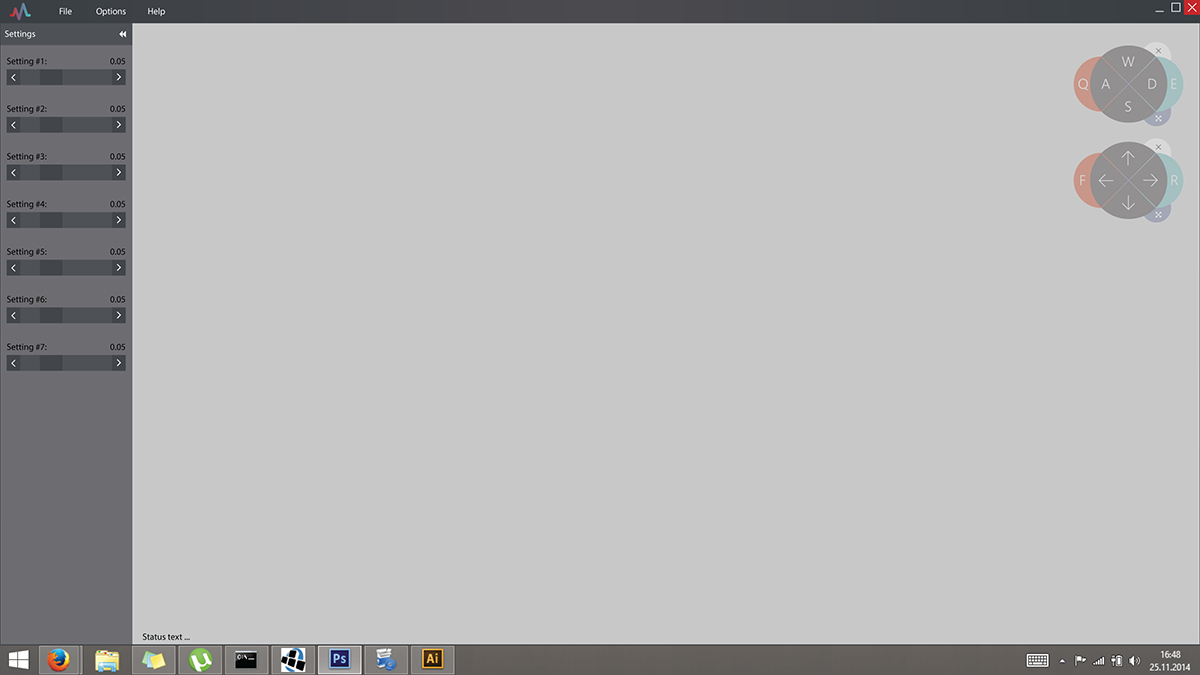 File Options Help
Settings
Setting #1: 0.05
Setting #2: 0.05
Setting #3: 0.05
Setting #4: 0.05
Setting #5: 0.05
Setting #6: 0.05
Setting #7: 0.05
W
Q A D E
S
F R
Status text ...
C:\_
Ps
Ai
16:48
25.11.2014